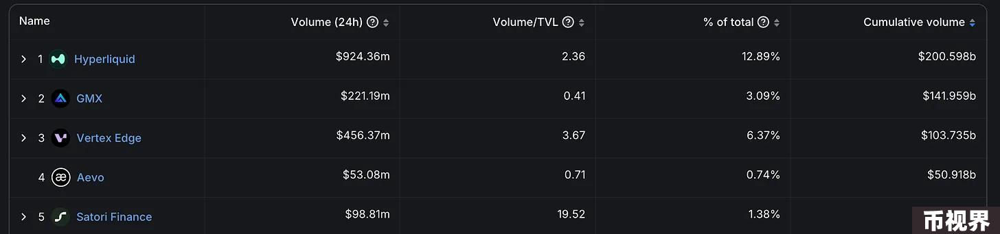 Name Volume (24h) ? Volume/TVL ? % of total ? Cumulative volume
1 Hyperliquid $924.36m 2.36 12.89% $200.598b
2 GMX $221.19m 0.41 3.09% $141.959b
3 Vertex Edge $456.37m 3.67 6.37% $103.735b
4 æ Aevo $53.08m 0.71 0.74% $50.918b
5 Satori Finance $98.81m 19.52 1.38%
币视界